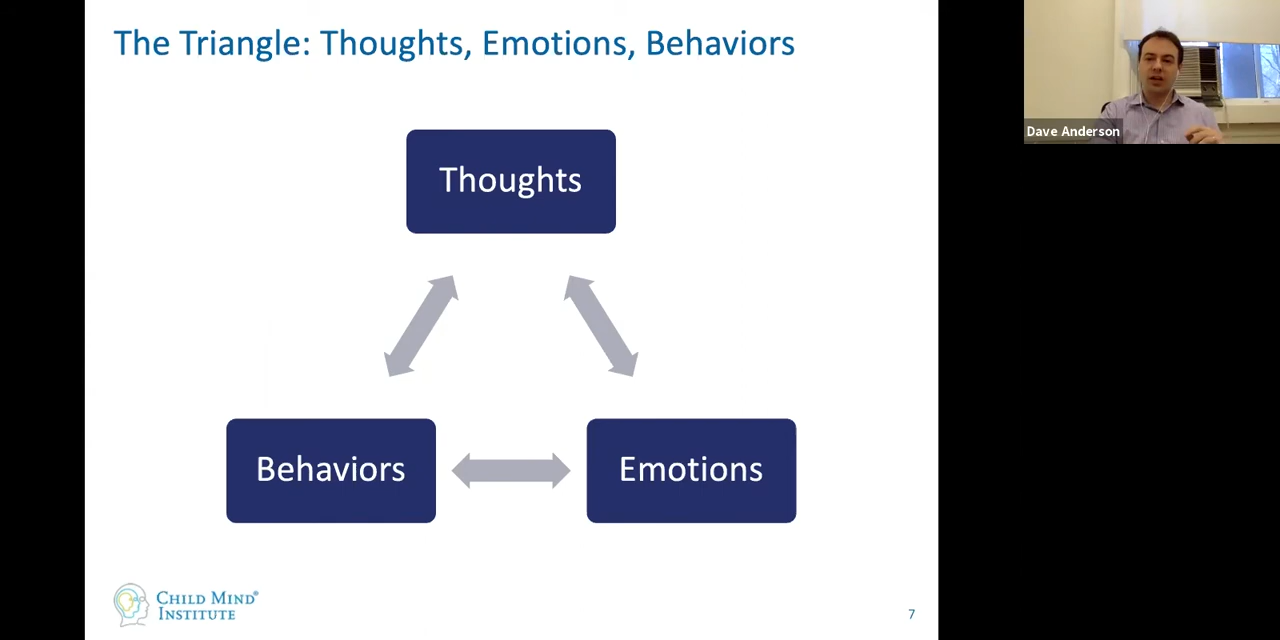 The Triangle: Thoughts, Emotions, Behaviors
Dave Anderson
Thoughts
Behaviors
Emotions
CHILD MIND®
INSTITUTE
7